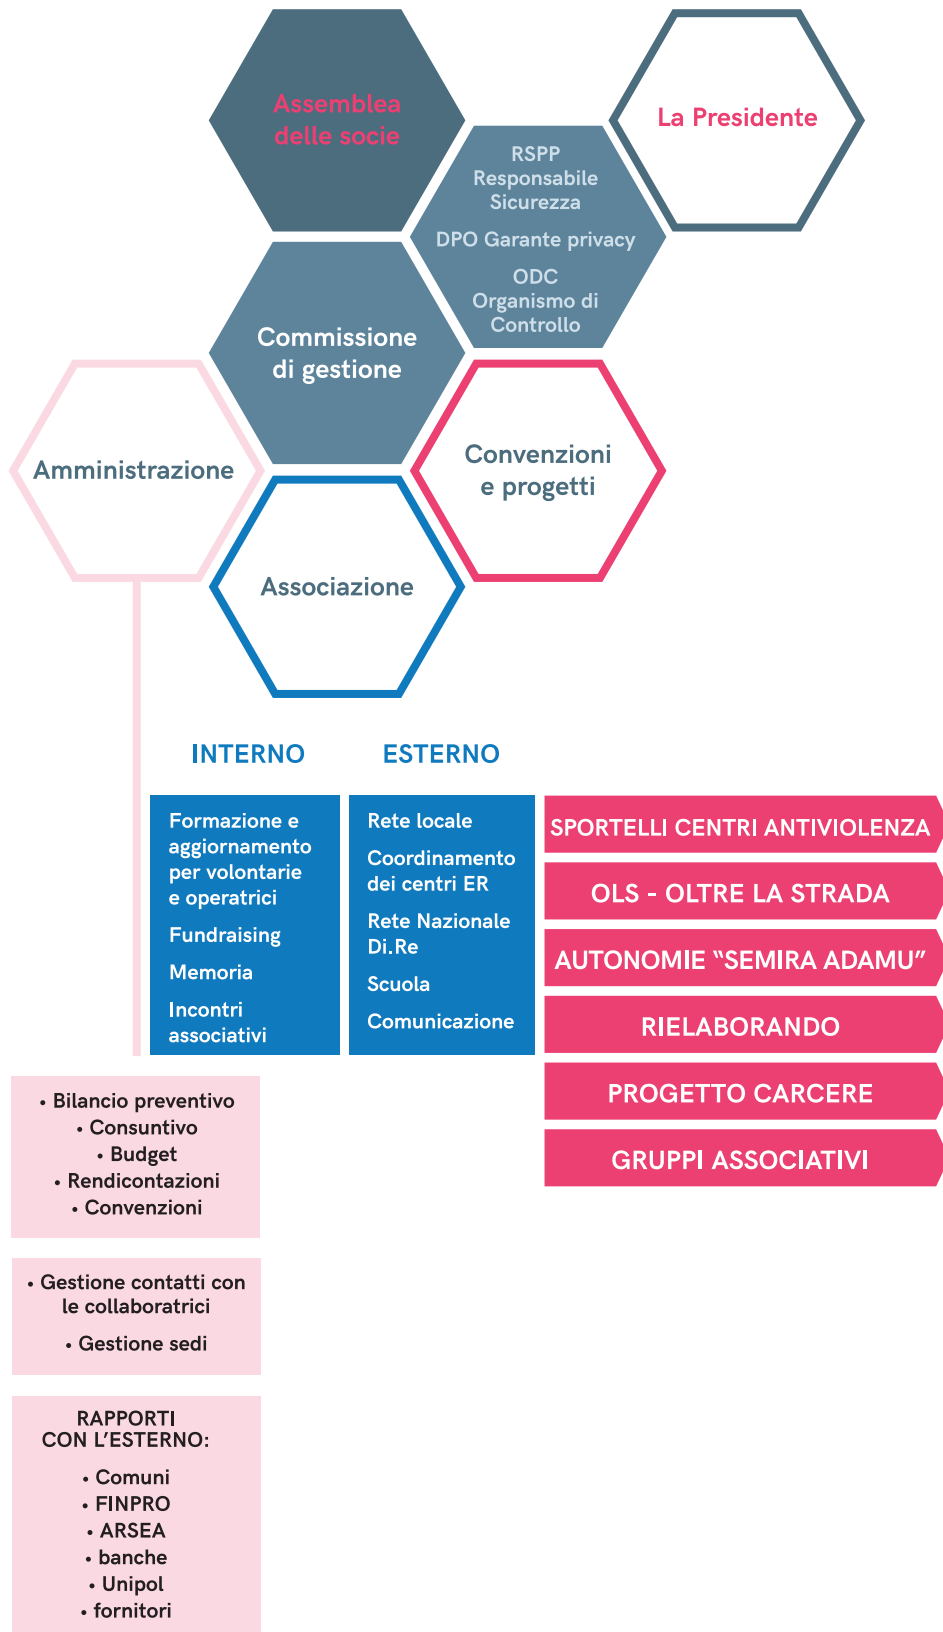 Assemblea
delle socie
La Presidente
RSPP
Responsabile
Sicurezza
DPO Garante privacy
ODC
Organismo di
Controllo
Commissione
di gestione
Amministrazione
Convenzioni
e progetti
Associazione
INTERNO
Formazione e
aggiornamento
per volontarie
e operatrici
Fundraising
Memoria
Incontri
associativi
ESTERNO
Rete locale
Coordinamento
dei centri ER
Rete Nazionale
Di.Re
Scuola
Comunicazione
SPORTELLI CENTRI ANTIVIOLENZA
OLS - OLTRE LA STRADA
AUTONOMIE “SEMIRA ADAMU”
RIELABORANDO
PROGETTO CARCERE
GRUPPI ASSOCIATIVI
• Bilancio preventivo
• Consuntivo
• Budget
• Rendicontazioni
• Convenzioni
• Gestione contatti con
le collaboratrici
• Gestione sedi
RAPPORTI
CON L’ESTERNO:
• Comuni
• FINPRO
• ARSEA
• banche
• Unipol
• fornitori